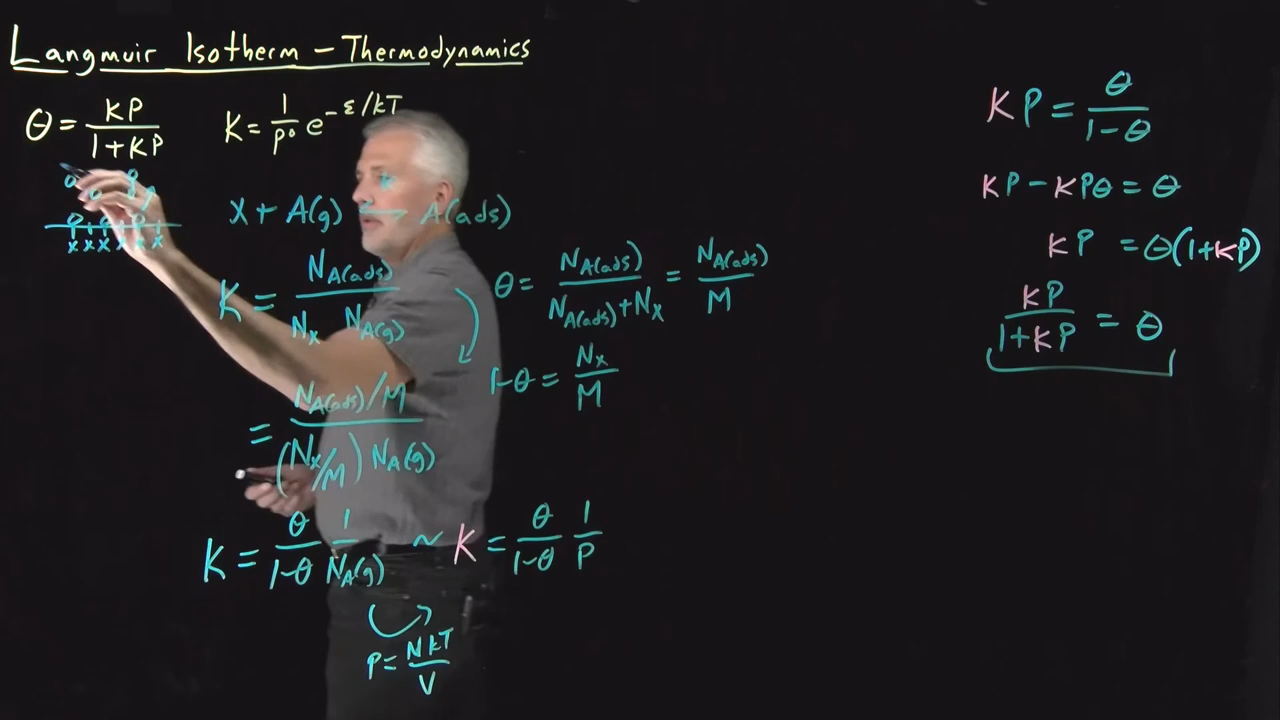 Langmuir Isotherm – Thermodynamics
θ = KP / 1+KP
K = 1/P° e^-ε/kT
x x x x x x
X + A(g) ⟷ A(ads)
K = N_A(ads) / N_x N_A(g)
θ = N_A(ads) / N_A(ads)+N_x = N_A(ads) / M
1-θ = N_x / M
= N_A(ads)/M / (N_x/M) N_A(g)
K = θ/1-θ 1/N_A(g) ~ K = θ/1-θ 1/P
P = NkT / V
KP = θ / 1-θ
KP - KPθ = θ
KP = θ(1+KP)
KP / 1+KP = θ